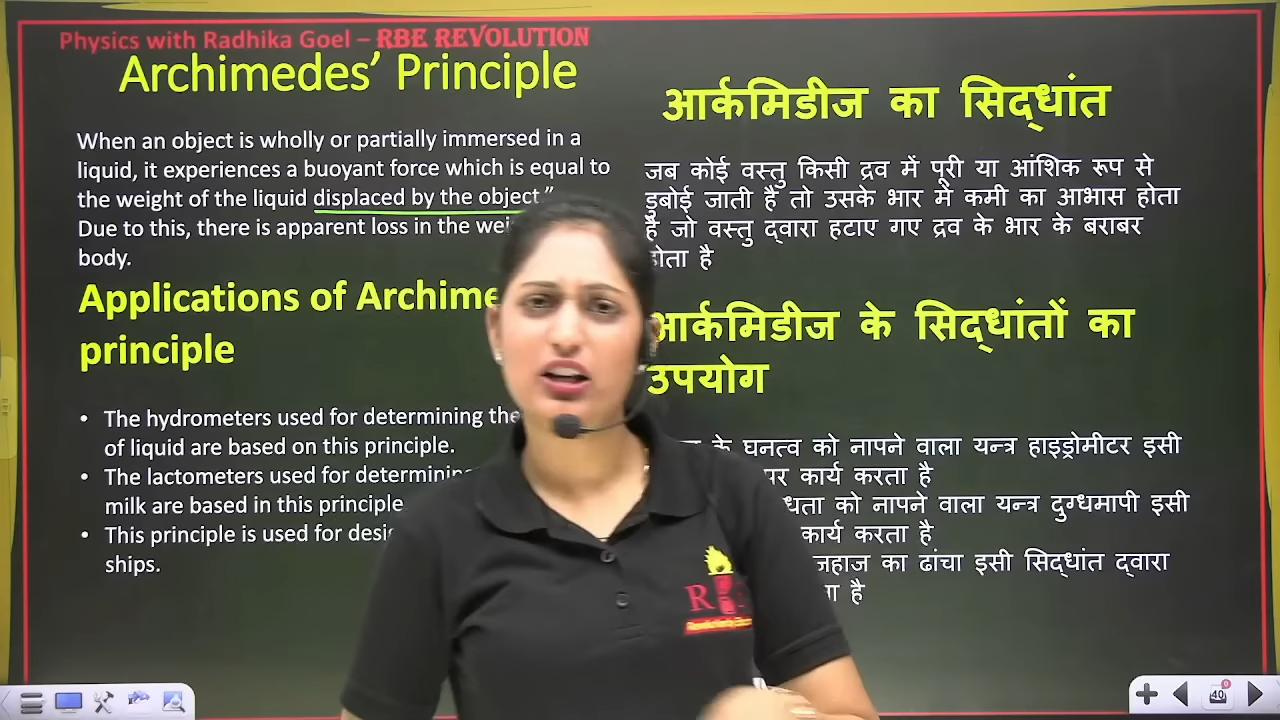 Physics with Radhika Goel – RBE REVOLUTION
Archimedes’ Principle
When an object is wholly or partially immersed in a
liquid, it experiences a buoyant force which is equal to
the weight of the liquid displaced by the object.”
Due to this, there is apparent loss in the
body.
Applications of
principle
• The hydrometers used for determining the
of liquid are based on this principle.
• The lactometers used for
milk are based in this principle
• This principle is used for
ships.
आर्कमिडीज का सिद्धांत
जब कोई वस्तु किसी द्रव में पूरी या आंशिक रूप से
डुबोई जाती है तो उसके भार में कमी का आभास होता
है जो वस्तु द्वारा हटाए गए द्रव के भार के बराबर
होता है
आर्कमिडीज के सिद्धांतों का
उपयोग
के घनत्व को नापने वाला यन्त्र हाइड्रोमीटर इसी
पर कार्य करता है
को नापने वाला यन्त्र दुग्धमापी इसी
कार्य करता है
जहाज का ढांचा इसी सिद्धांत द्वारा
है
R
40